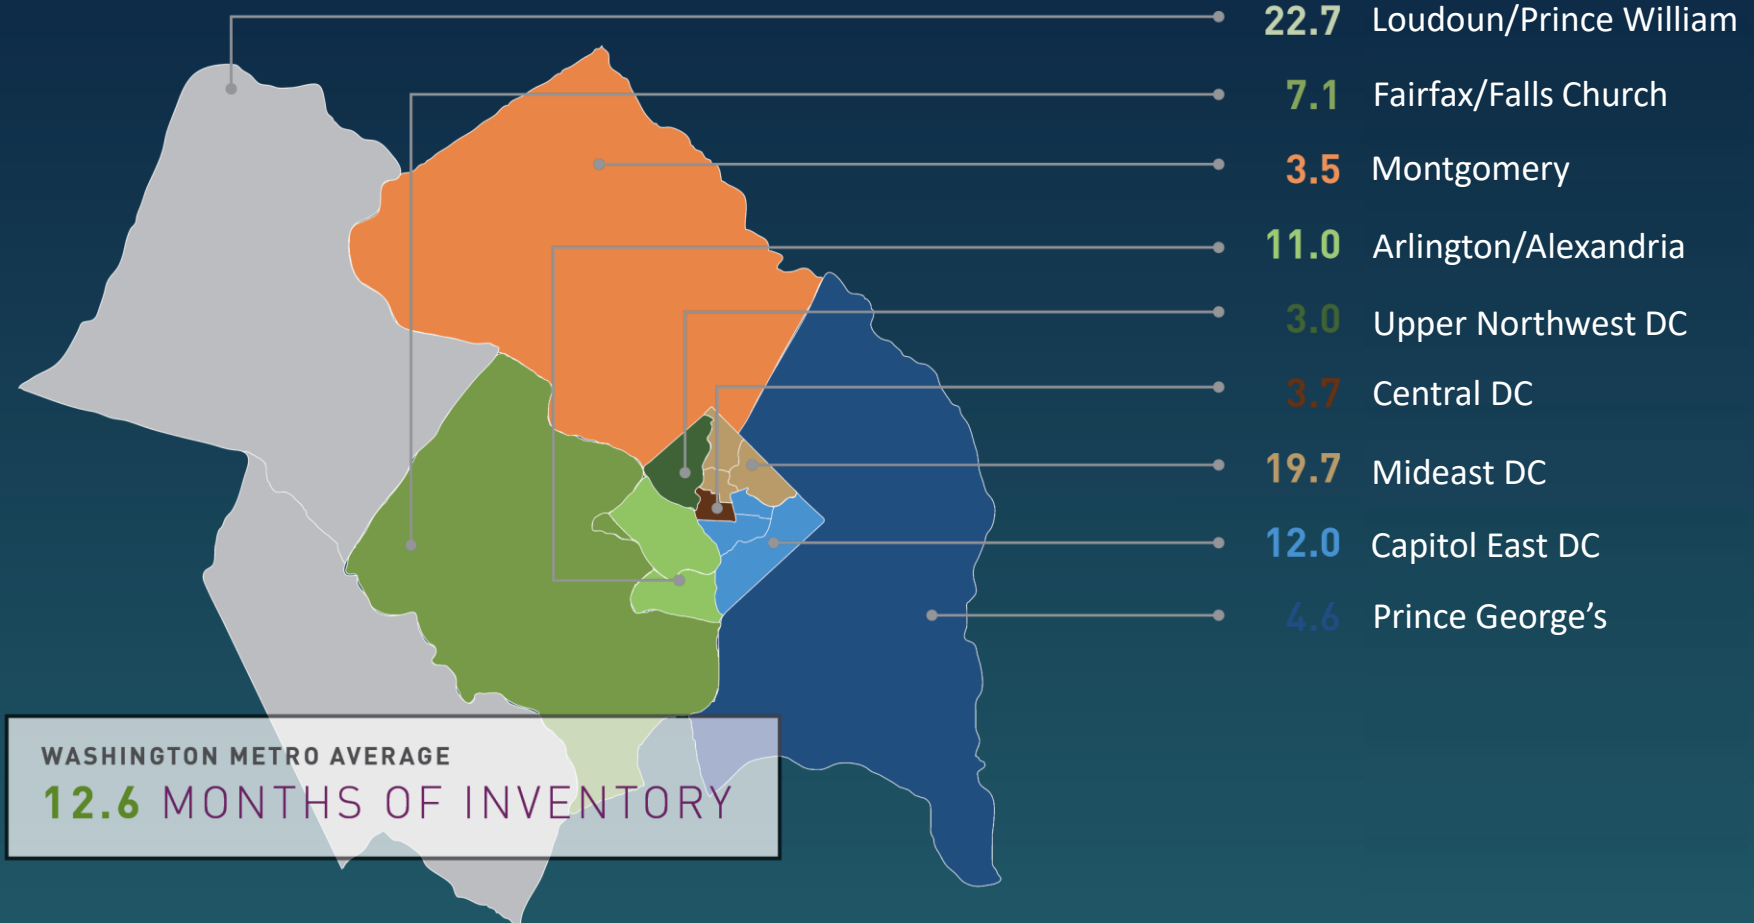 22.7 Loudoun/Prince William
7.1 Fairfax/Falls Church
3.5 Montgomery
11.0 Arlington/Alexandria
3.0 Upper Northwest DC
3.7 Central DC
19.7 Mideast DC
12.0 Capitol East DC
4.6 Prince George’s
WASHINGTON METRO AVERAGE
12.6 MONTHS OF INVENTORY